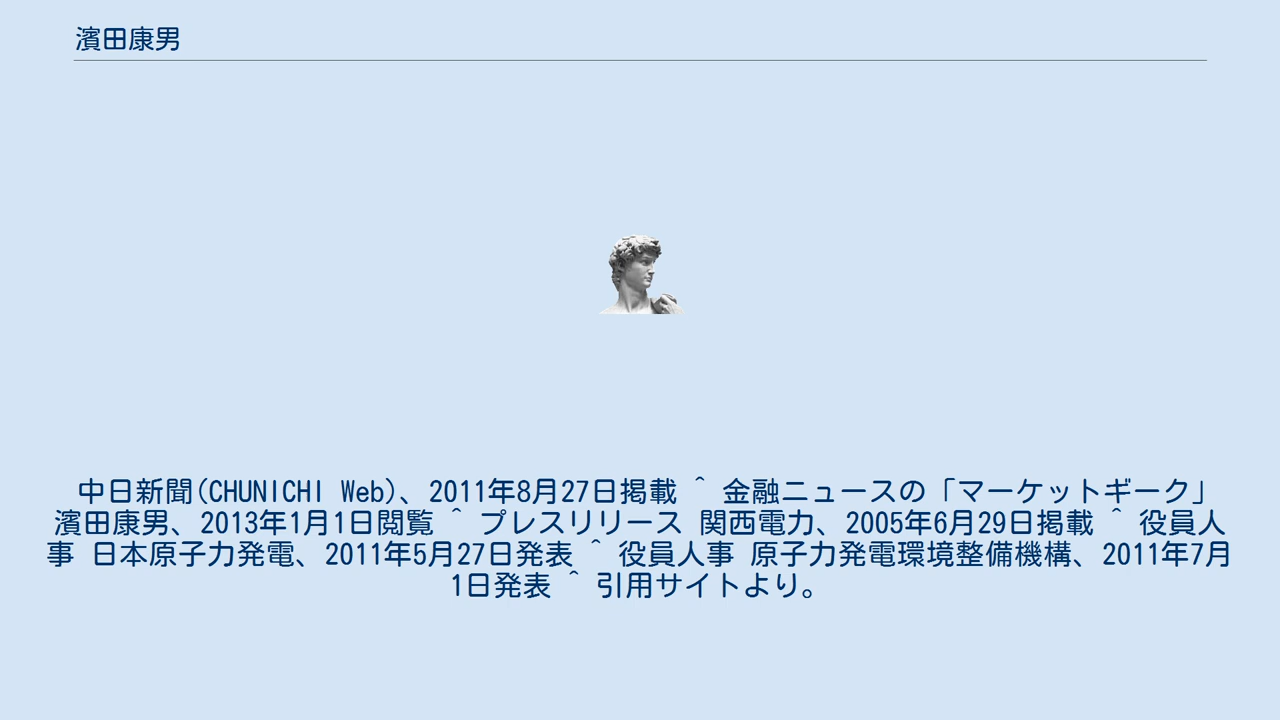 濱田康男
中日新聞(CHUNICHI Web)、2011年8月27日掲載 ^ 金融ニュースの「マーケットギーク」
濱田康男、2013年1月1日閲覧 ^ プレスリリース 関西電力、2005年6月29日掲載 ^ 役員人
事 日本原子力発電、2011年5月27日発表 ^ 役員人事 原子力発電環境整備機構、2011年7月
1日発表 ^ 引用サイトより。